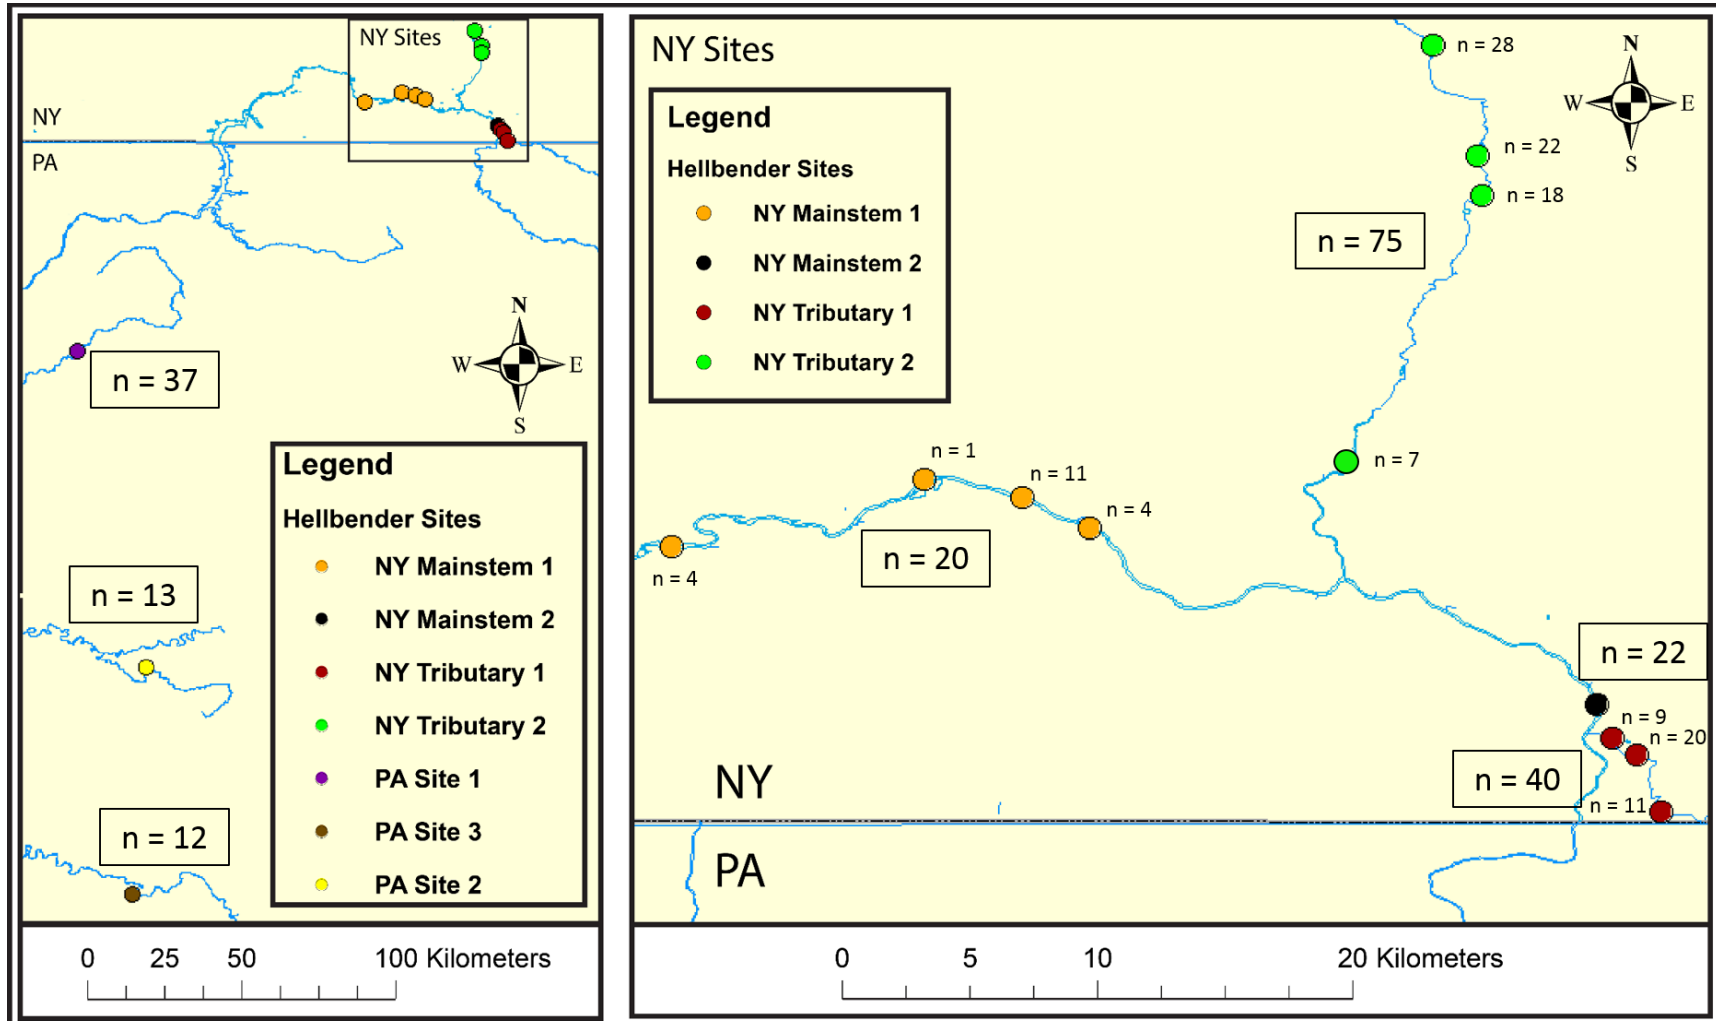 NY Sites
NY
PA
N
W
E
S
n = 37
n = 13
n = 12
Legend
Hellbender Sites
NY Mainstem 1
NY Mainstem 2
NY Tributary 1
NY Tributary 2
PA Site 1
PA Site 3
PA Site 2
0 25 50 100 Kilometers
NY Sites
Legend
Hellbender Sites
NY Mainstem 1
NY Mainstem 2
NY Tributary 1
NY Tributary 2
n = 28
N
W
E
S
n = 22
n = 18
n = 75
n = 7
n = 1
n = 11
n = 4
n = 20
n = 4
n = 22
n = 9
n = 20
n = 40
n = 11
NY
PA
0 5 10 20 Kilometers